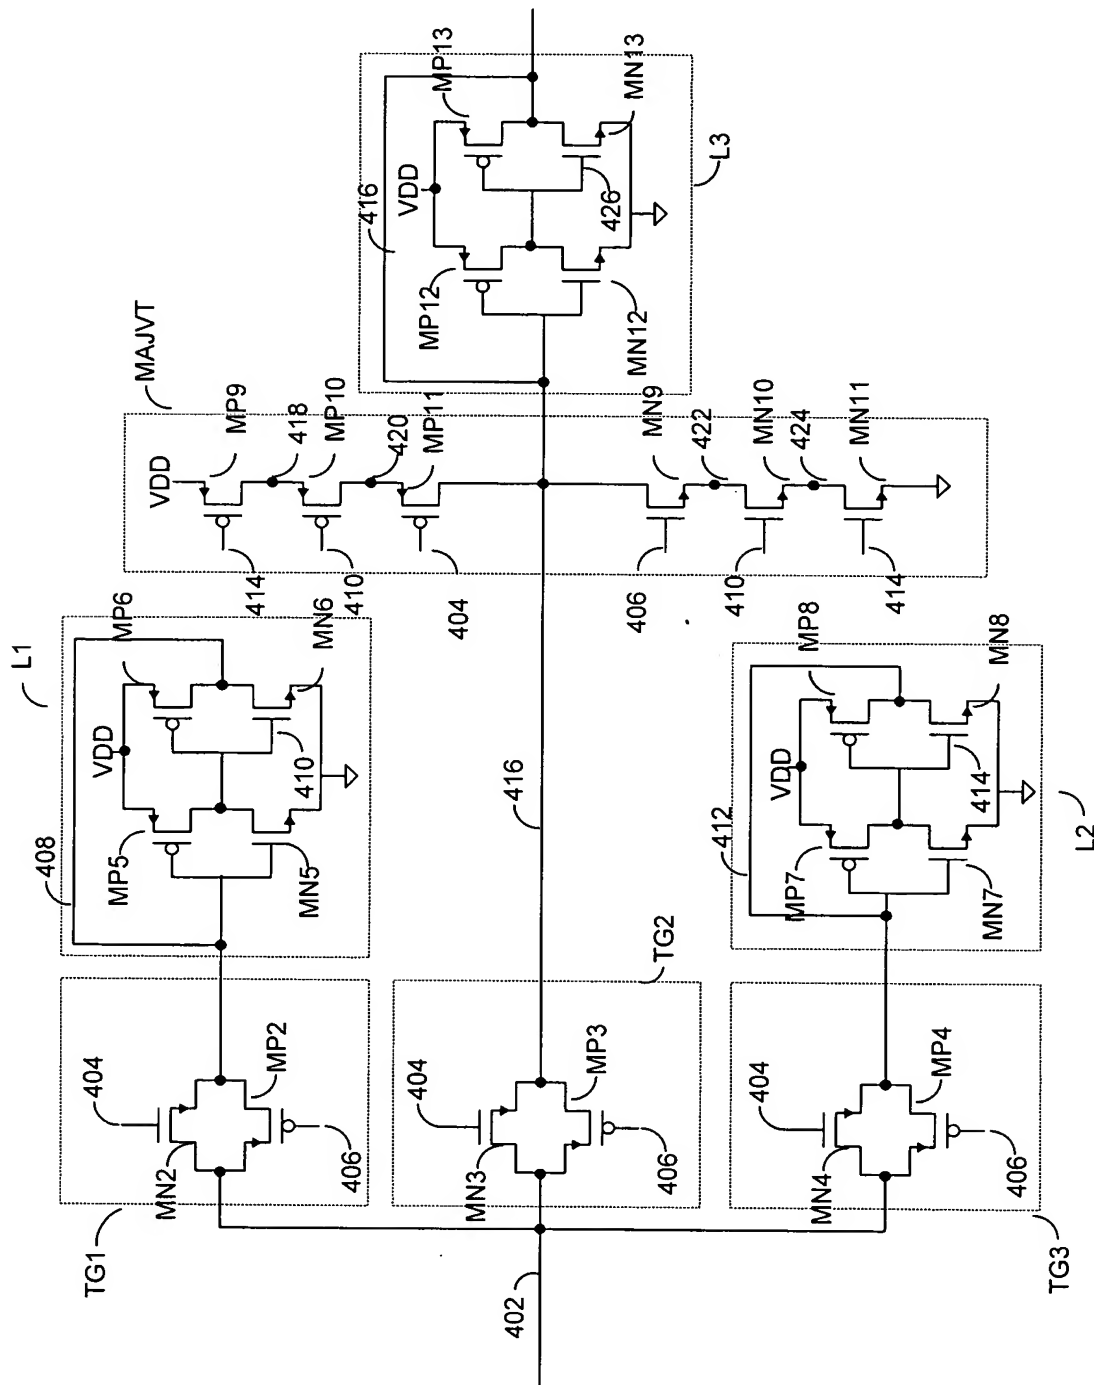 L1
408
VDD
MP5
MP6
MN5
410
MN6
TG1
404
MN2
MP2
406
402
404
MN3
MP3
406
TG2
416
404
MN4
MP4
406
TG3
412
VDD
MP7
MP8
MN7
414
MN8
L2
MAJVT
VDD
414
MP9
418
410
MP10
420
404
MP11
406
MN9
422
410
MN10
424
414
MN11
416
VDD
MP12
MP13
MN12
426
MN13
L3